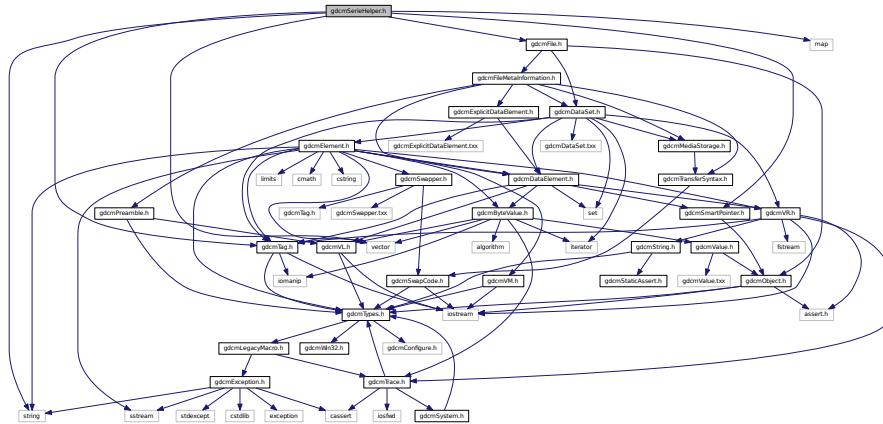 gdcmSerieHelper.h
gdcmFile.h
map
gdcmFileMetaInformation.h
gdcmExplicitDataElement.h
gdcmDataSet.h
gdcmElement.h
gdcmExplicitDataElement.txx
gdcmDataSet.txx
gdcmMediaStorage.h
limits
cmath
cstring
gdcmSwapper.h
gdcmDataElement.h
gdcmTransferSyntax.h
gdcmPreamble.h
gdcmTag.h
gdcmSwapper.txx
gdcmByteValue.h
set
gdcmSmartPointer.h
gdcmVR.h
gdcmTag.h
gdcmVL.h
vector
algorithm
iterator
gdcmString.h
gdcmValue.h
fstream
iomanip
gdcmSwapCode.h
gdcmVM.h
gdcmStaticAssert.h
gdcmValue.txx
gdcmObject.h
gdcmTypes.h
iostream
assert.h
gdcmLegacyMacro.h
gdcmWin32.h
gdcmConfigure.h
gdcmException.h
gdcmTrace.h
string
sstream
stdexcept
cstdlib
exception
cassert
iosfwd
gdcmSystem.h